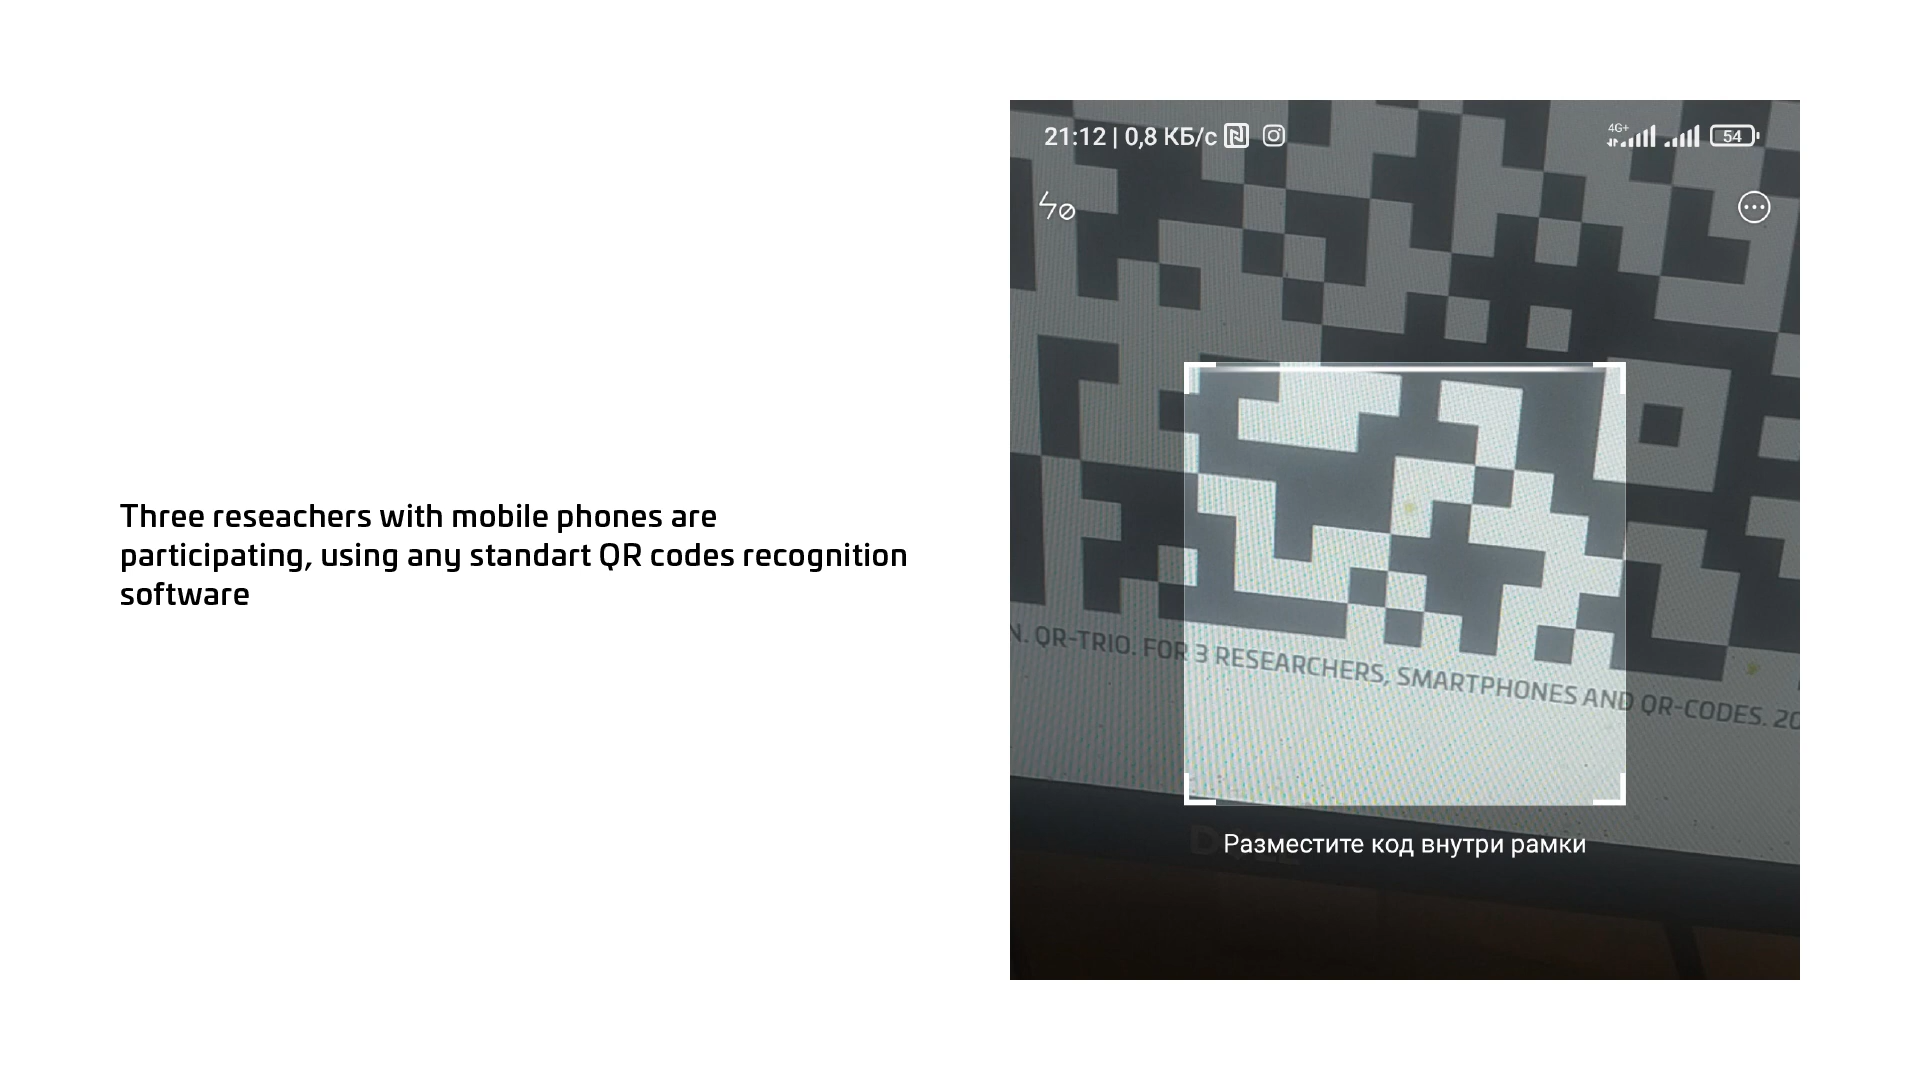 Three reseachers with mobile phones are
participating, using any standart QR codes recognition
software
21:12 | 0,8 КБ/с
4G+
54
N. QR-TRIO. FOR 3 RESEARCHERS, SMARTPHONES AND QR-CODES. 20
Разместите код внутри рамки